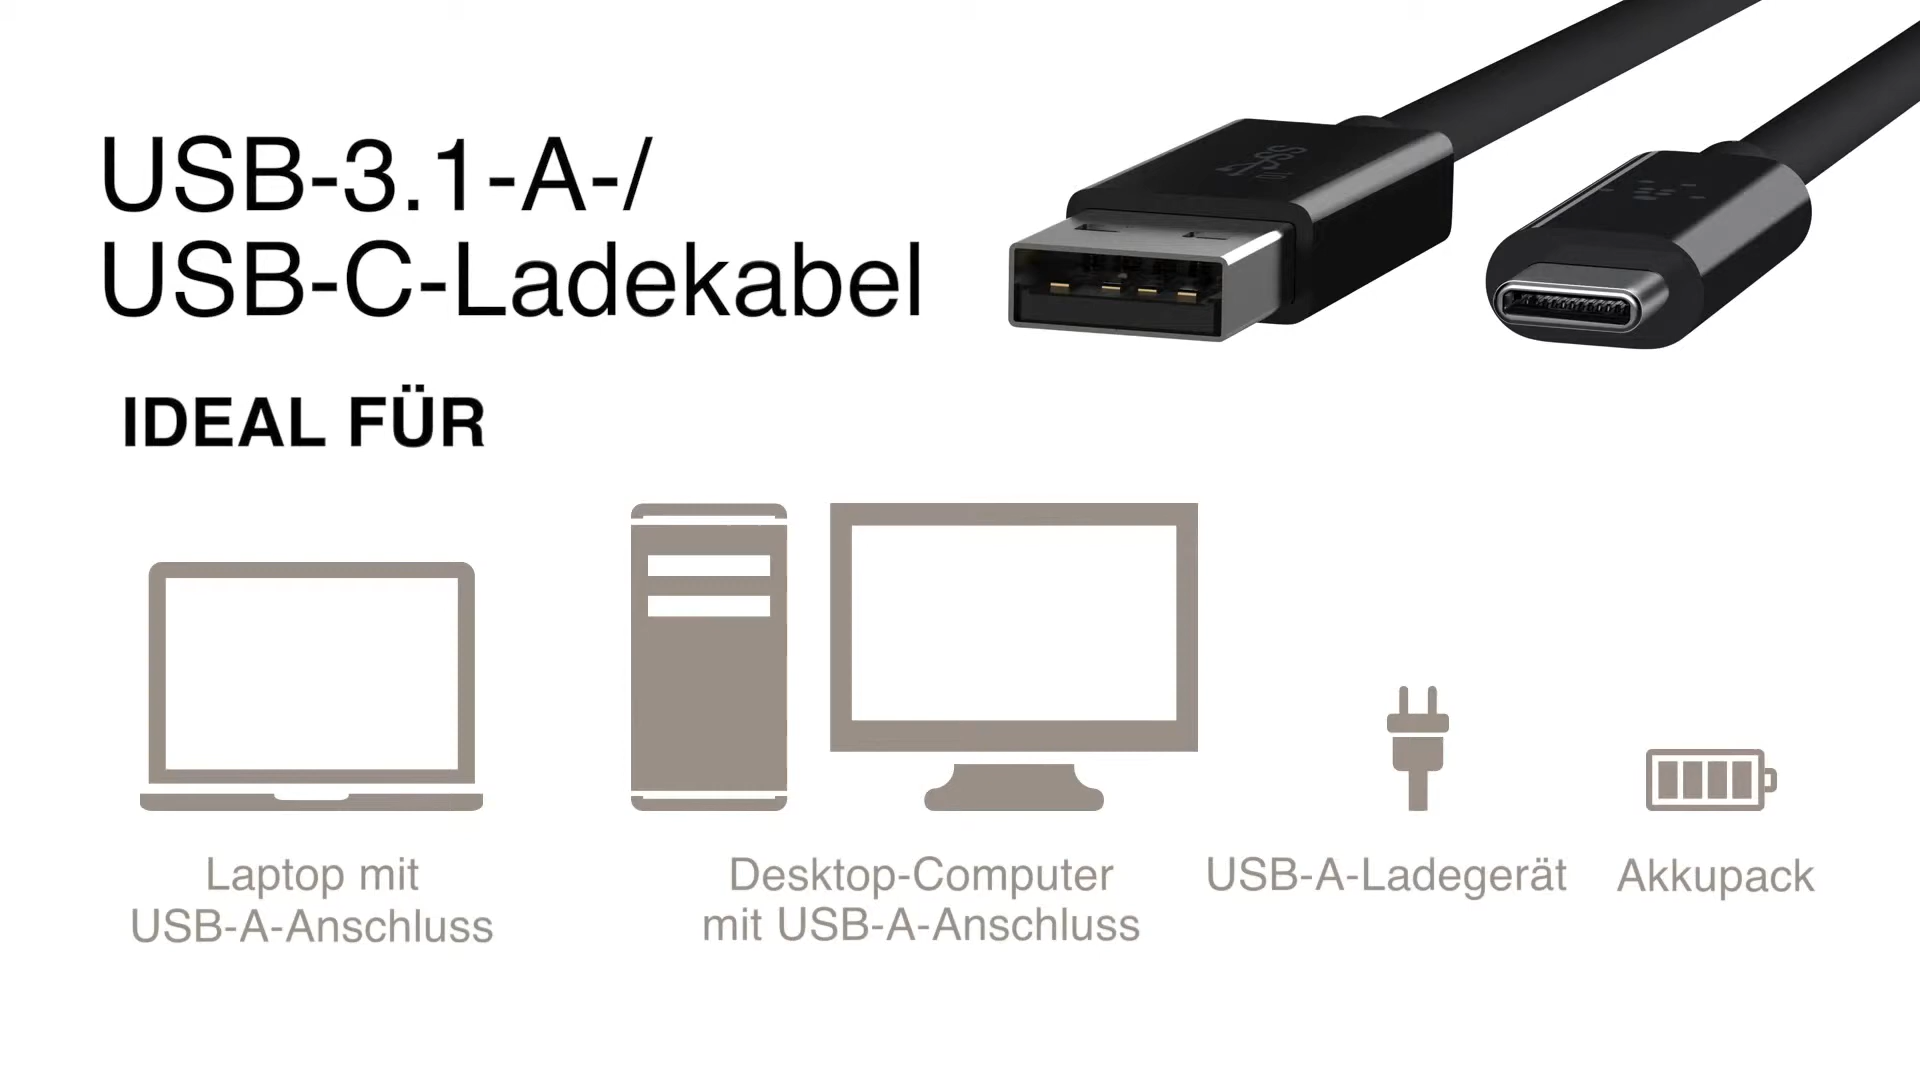 USB-3.1-A-/
USB-C-Ladekabel
IDEAL FÜR
Laptop mit
USB-A-Anschluss
Desktop-Computer
mit USB-A-Anschluss
USB-A-Ladegerät
Akkupack